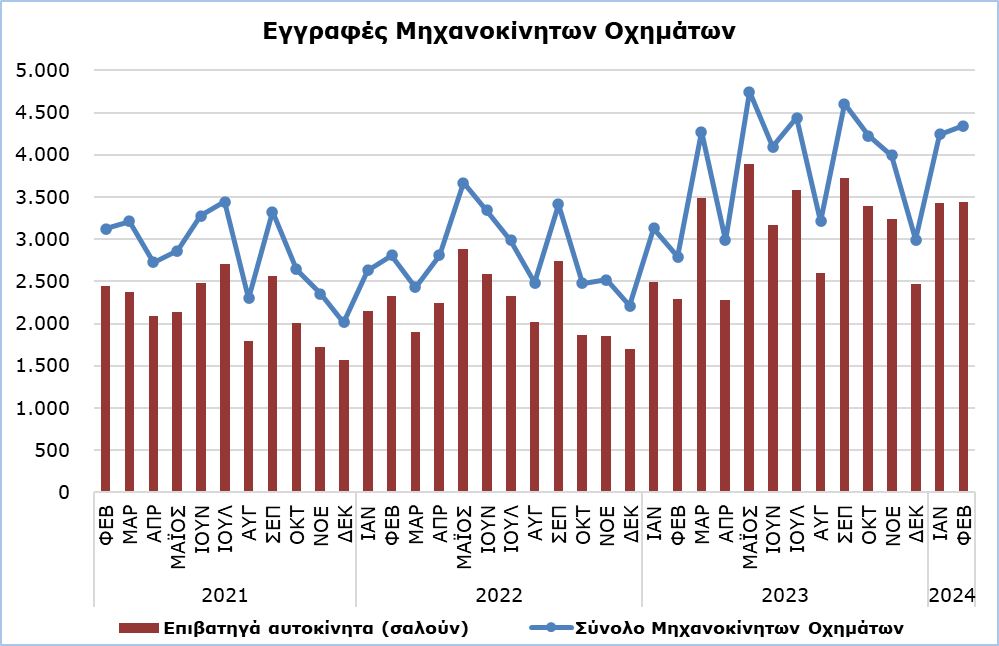 Εγγραφές Μηχανοκίνητων Οχημάτων
5.000
4.500
4.000
3.500
3.000
2.500
2.000
1.500
1.000
500
0
ΦΕΒ ΜΑΡ ΑΠΡ ΜΑΪΟΣ ΙΟΥΝ ΙΟΥΛ ΑΥΓ ΣΕΠ ΟΚΤ ΝΟΕ ΔΕΚ ΙΑΝ ΦΕΒ ΜΑΡ ΑΠΡ ΜΑΪΟΣ ΙΟΥΝ ΙΟΥΛ ΑΥΓ ΣΕΠ ΟΚΤ ΝΟΕ ΔΕΚ ΙΑΝ ΦΕΒ ΜΑΡ ΑΠΡ ΜΑΪΟΣ ΙΟΥΝ ΙΟΥΛ ΑΥΓ ΣΕΠ ΟΚΤ ΝΟΕ ΔΕΚ ΙΑΝ ΦΕΒ
2021 2022 2023 2024
Επιβατηγά αυτοκίνητα (σαλούν) Σύνολο Μηχανοκίνητων Οχημάτων